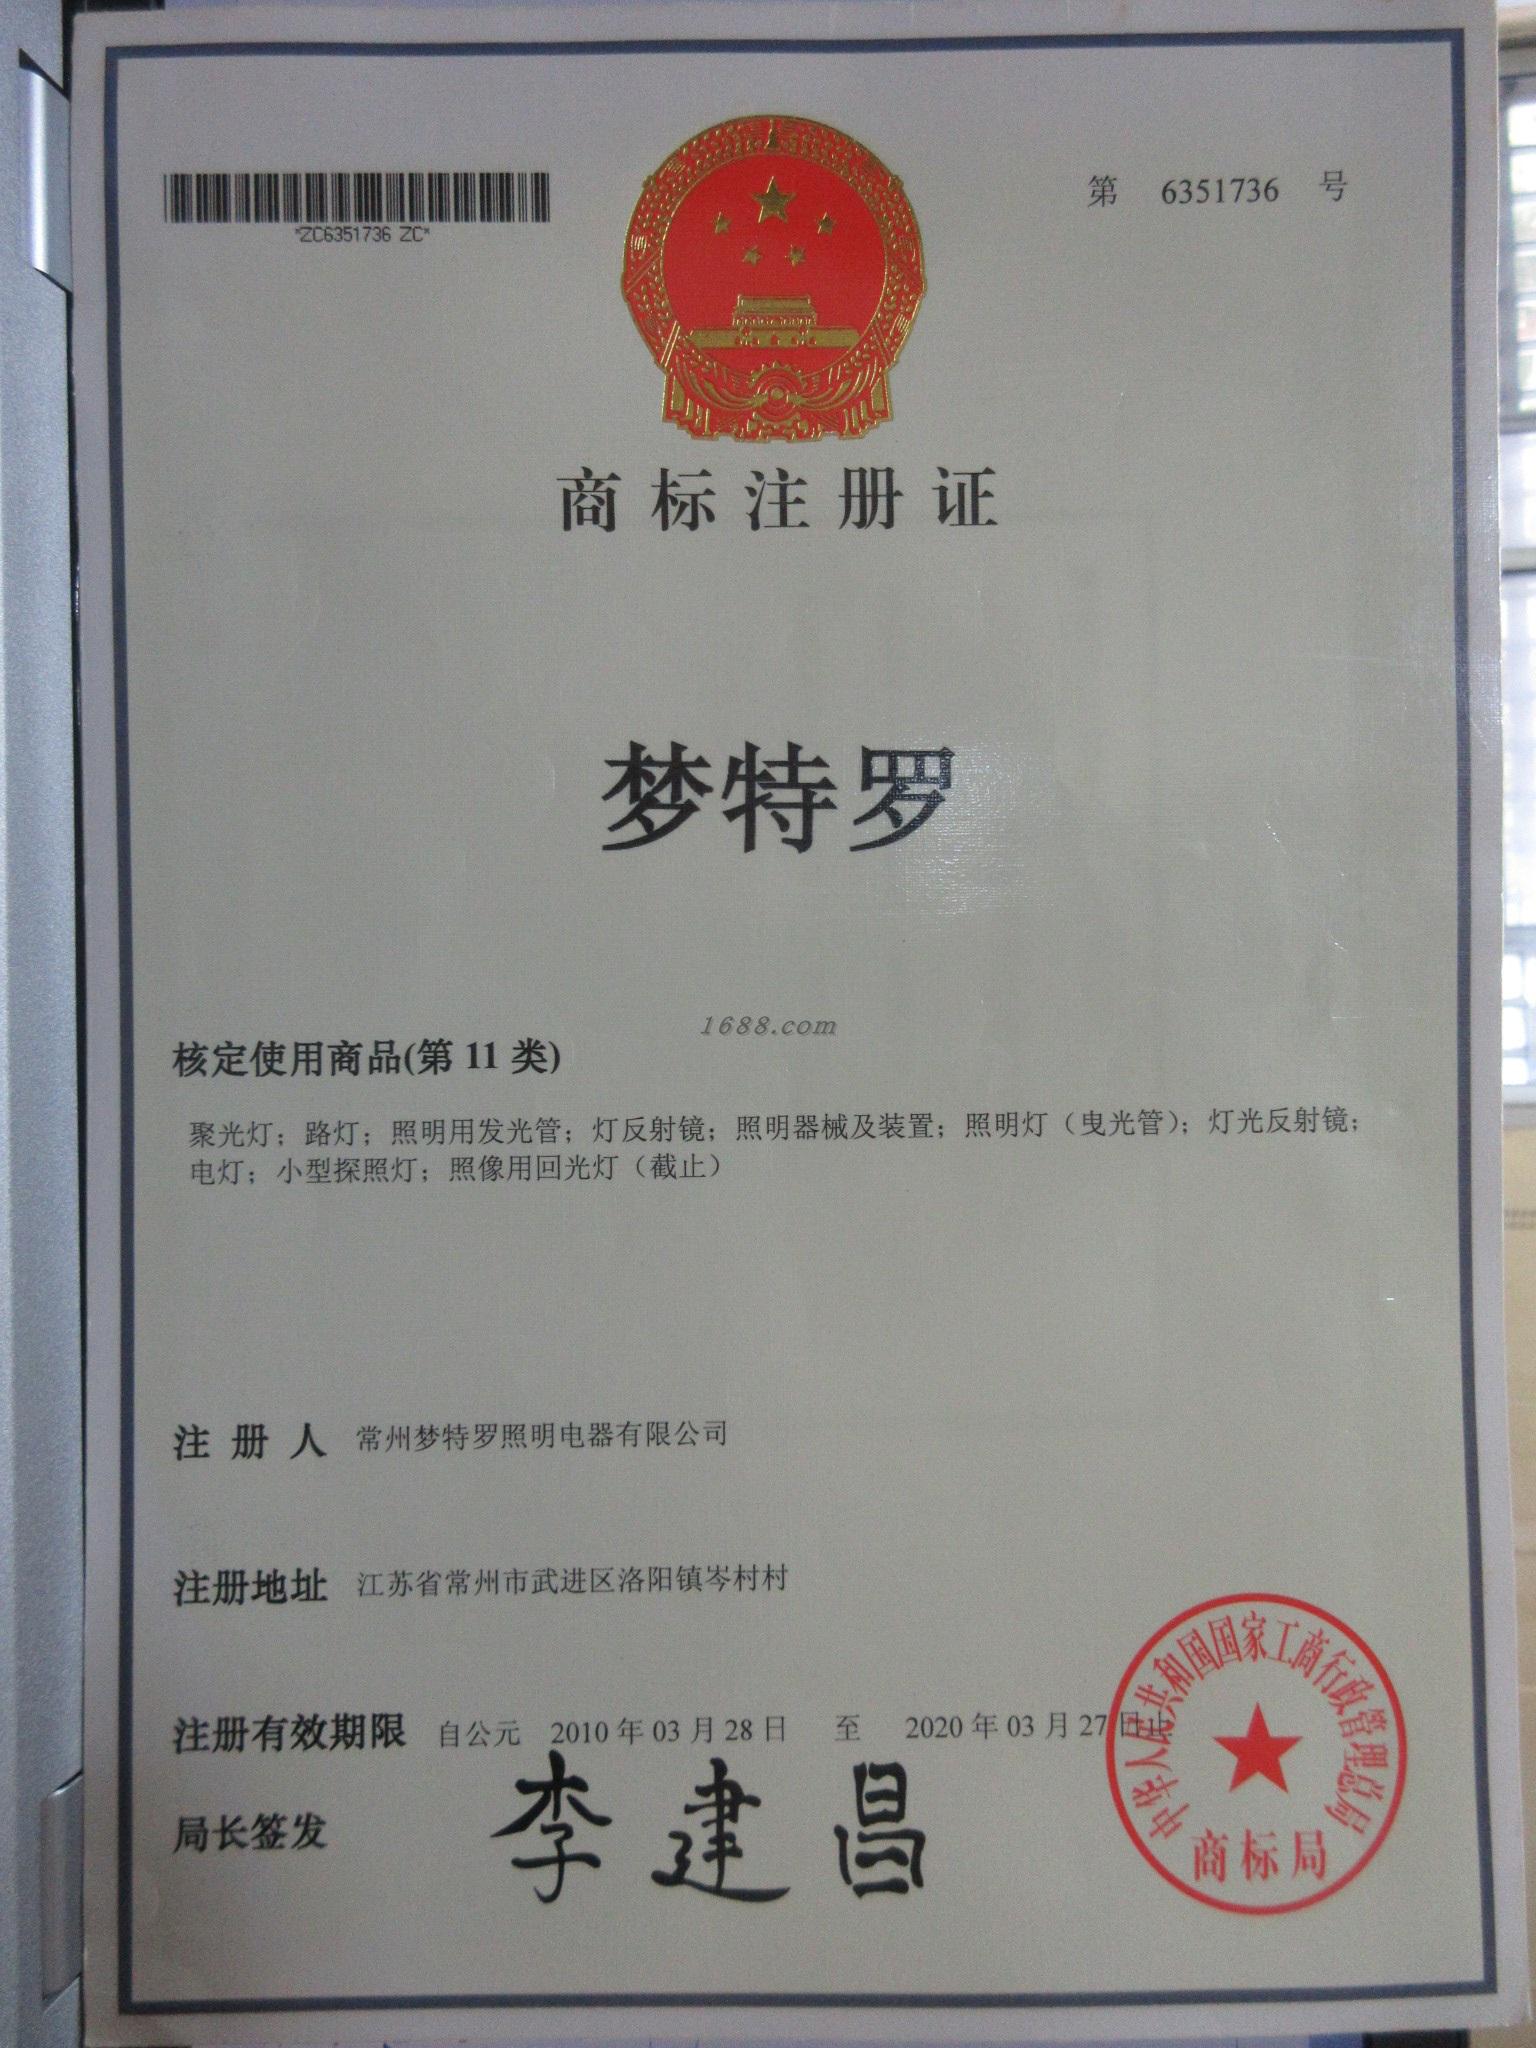 第 6351736 号
*ZC6351736 ZC*
商标注册证
梦特罗
1688.com
核定使用商品(第 11 类)
聚光灯；路灯；照明用发光管；灯反射镜；照明器械及装置；照明灯（曳光管）；灯光反射镜；
电灯；小型探照灯；照像用回光灯（截止）
注册人 常州梦特罗照明电器有限公司
注册地址 江苏省常州市武进区洛阳镇岑村村
注册有效期限 自公元 2010 年 03 月 28 日 至 2020 年 03 月 27 日止
局长签发 李建昌
中华人民共和国国家工商行政管理总局
商标局